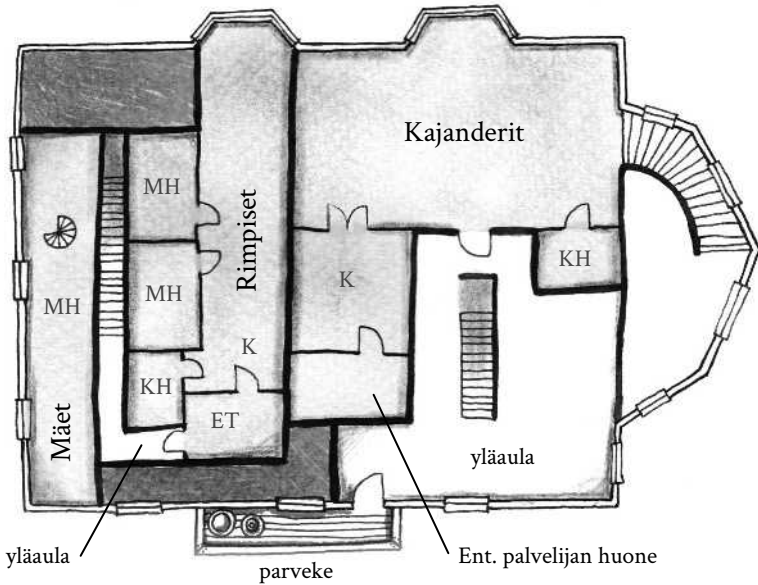 Kajanderit
MH
Rimpiset
KH
K
MH
MH
K
KH
ET
Mäet
yläaula
yläaula
Ent. palvelijan huone
parveke